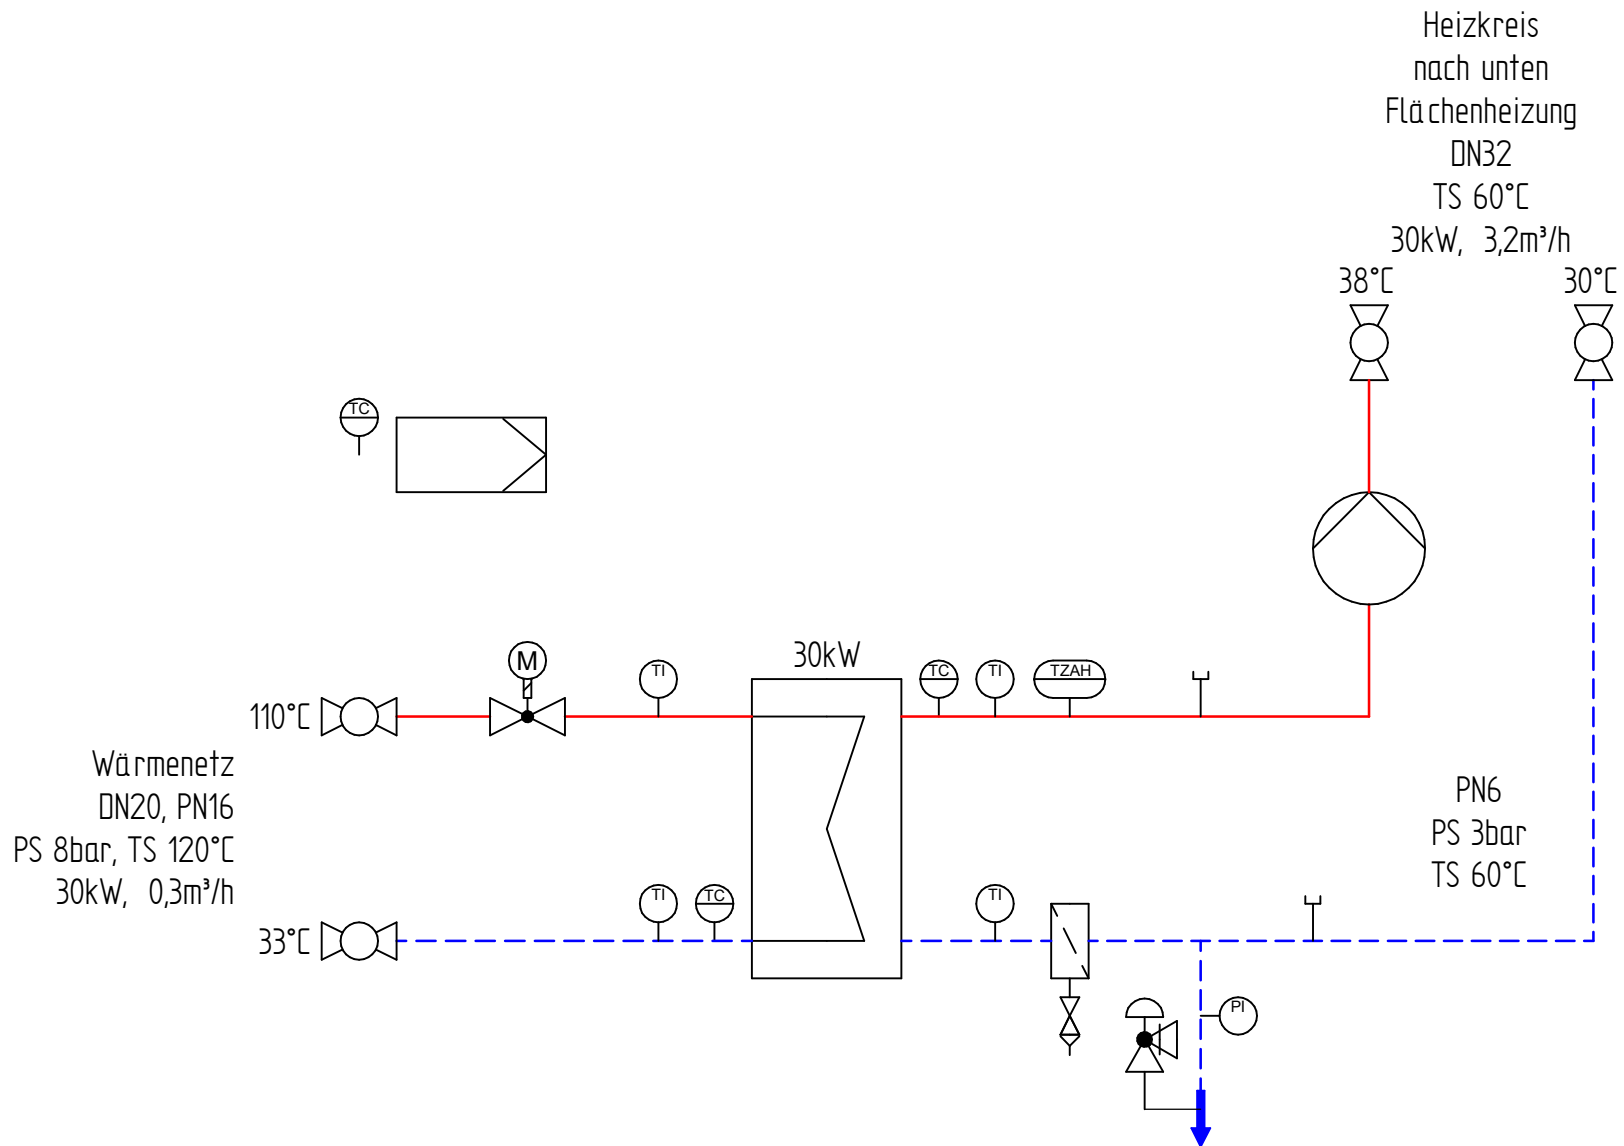 Heizkreis
nach unten
Flächenheizung
DN32
TS 60°C
30kW, 3,2m³/h
38°C
30°C
TC
M
TI
30kW
TC
TI
TZAH
110°C
Wärmenetz
DN20, PN16
PS 8bar, TS 120°C
30kW, 0,3m³/h
PN6
PS 3bar
TS 60°C
33°C
TI
TC
TI
PI